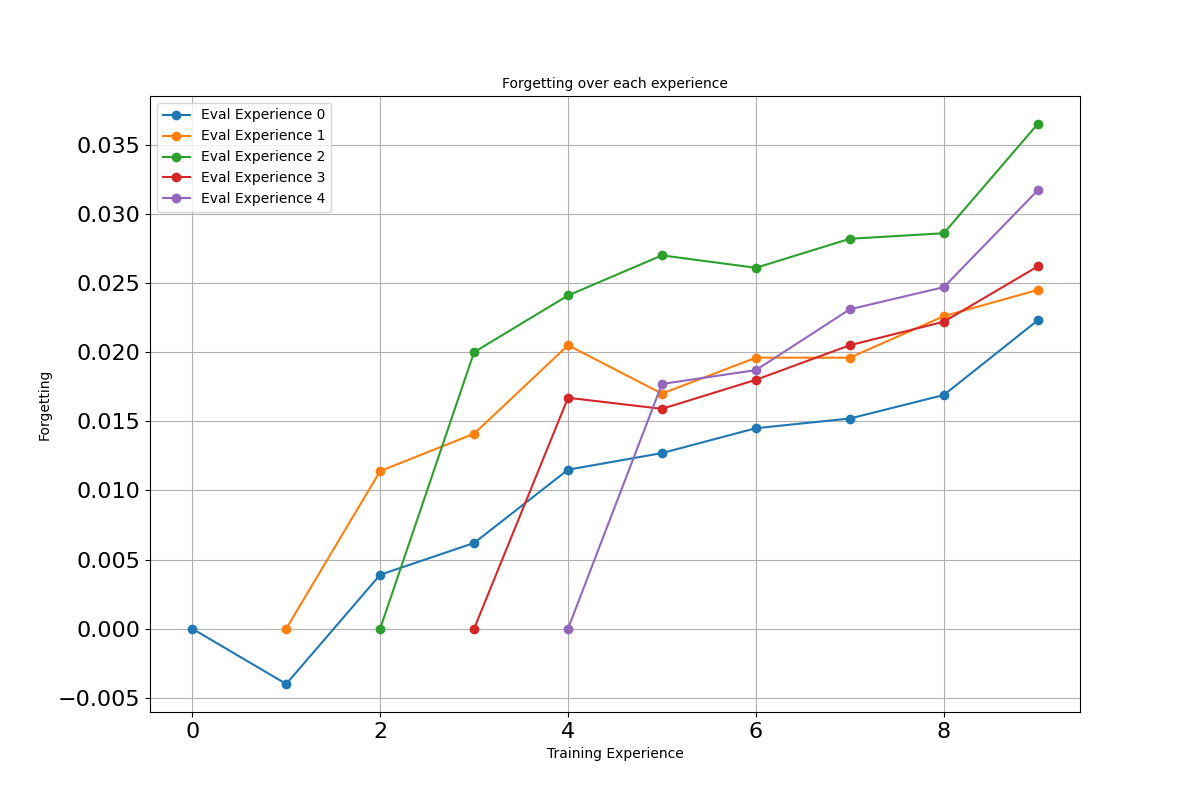 Forgetting over each experience
Eval Experience 0
Eval Experience 1
Eval Experience 2
Eval Experience 3
Eval Experience 4
0.035
0.030
0.025
0.020
0.015
0.010
0.005
0.000
−0.005
Forgetting
0 2 4 6 8
Training Experience